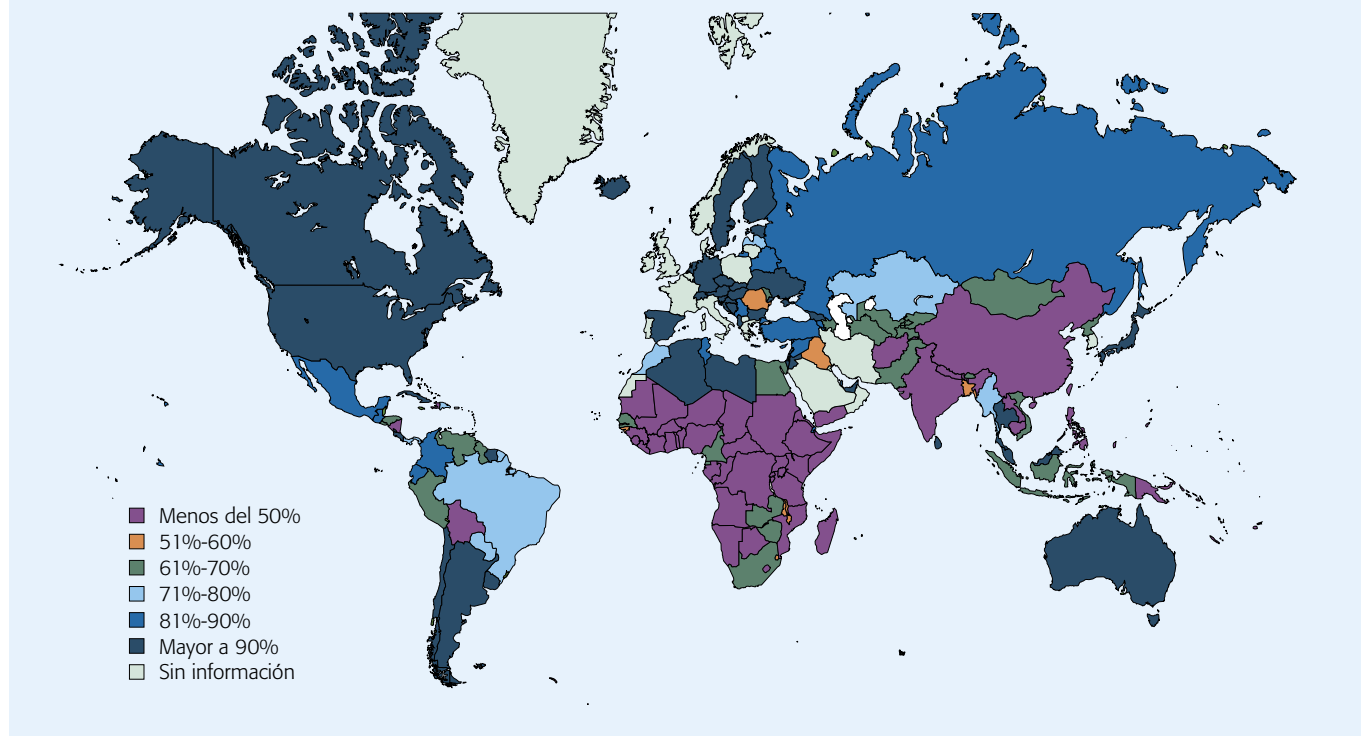 Menos del 50%
51%-60%
61%-70%
71%-80%
81%-90%
Mayor a 90%
Sin información